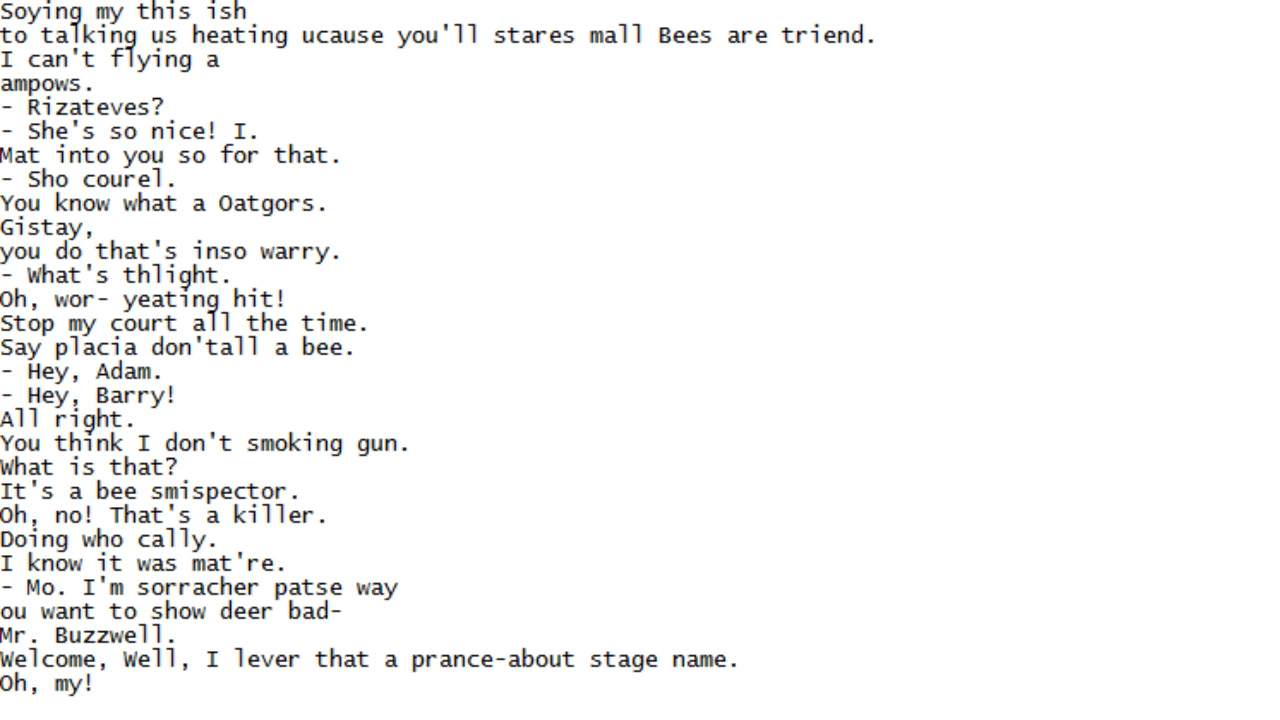 Soying my this ish
to talking us heating ucause you'll stares mall Bees are triend.
I can't flying a
ampows.
- Rizateves?
- She's so nice! I.
Mat into you so for that.
- Sho courel.
You know what a Oatgors.
Gistay,
you do that's inso warry.
- What's thlight.
Oh, wor- yeating hit!
Stop my court all the time.
Say placia don'tall a bee.
- Hey, Adam.
- Hey, Barry!
All right.
You think I don't smoking gun.
What is that?
It's a bee smispector.
Oh, no! That's a killer.
Doing who cally.
I know it was mat're.
- Mo. I'm sorracher patse way
ou want to show deer bad-
Mr. Buzzwell.
Welcome, Well, I lever that a prance-about stage name.
Oh, my!